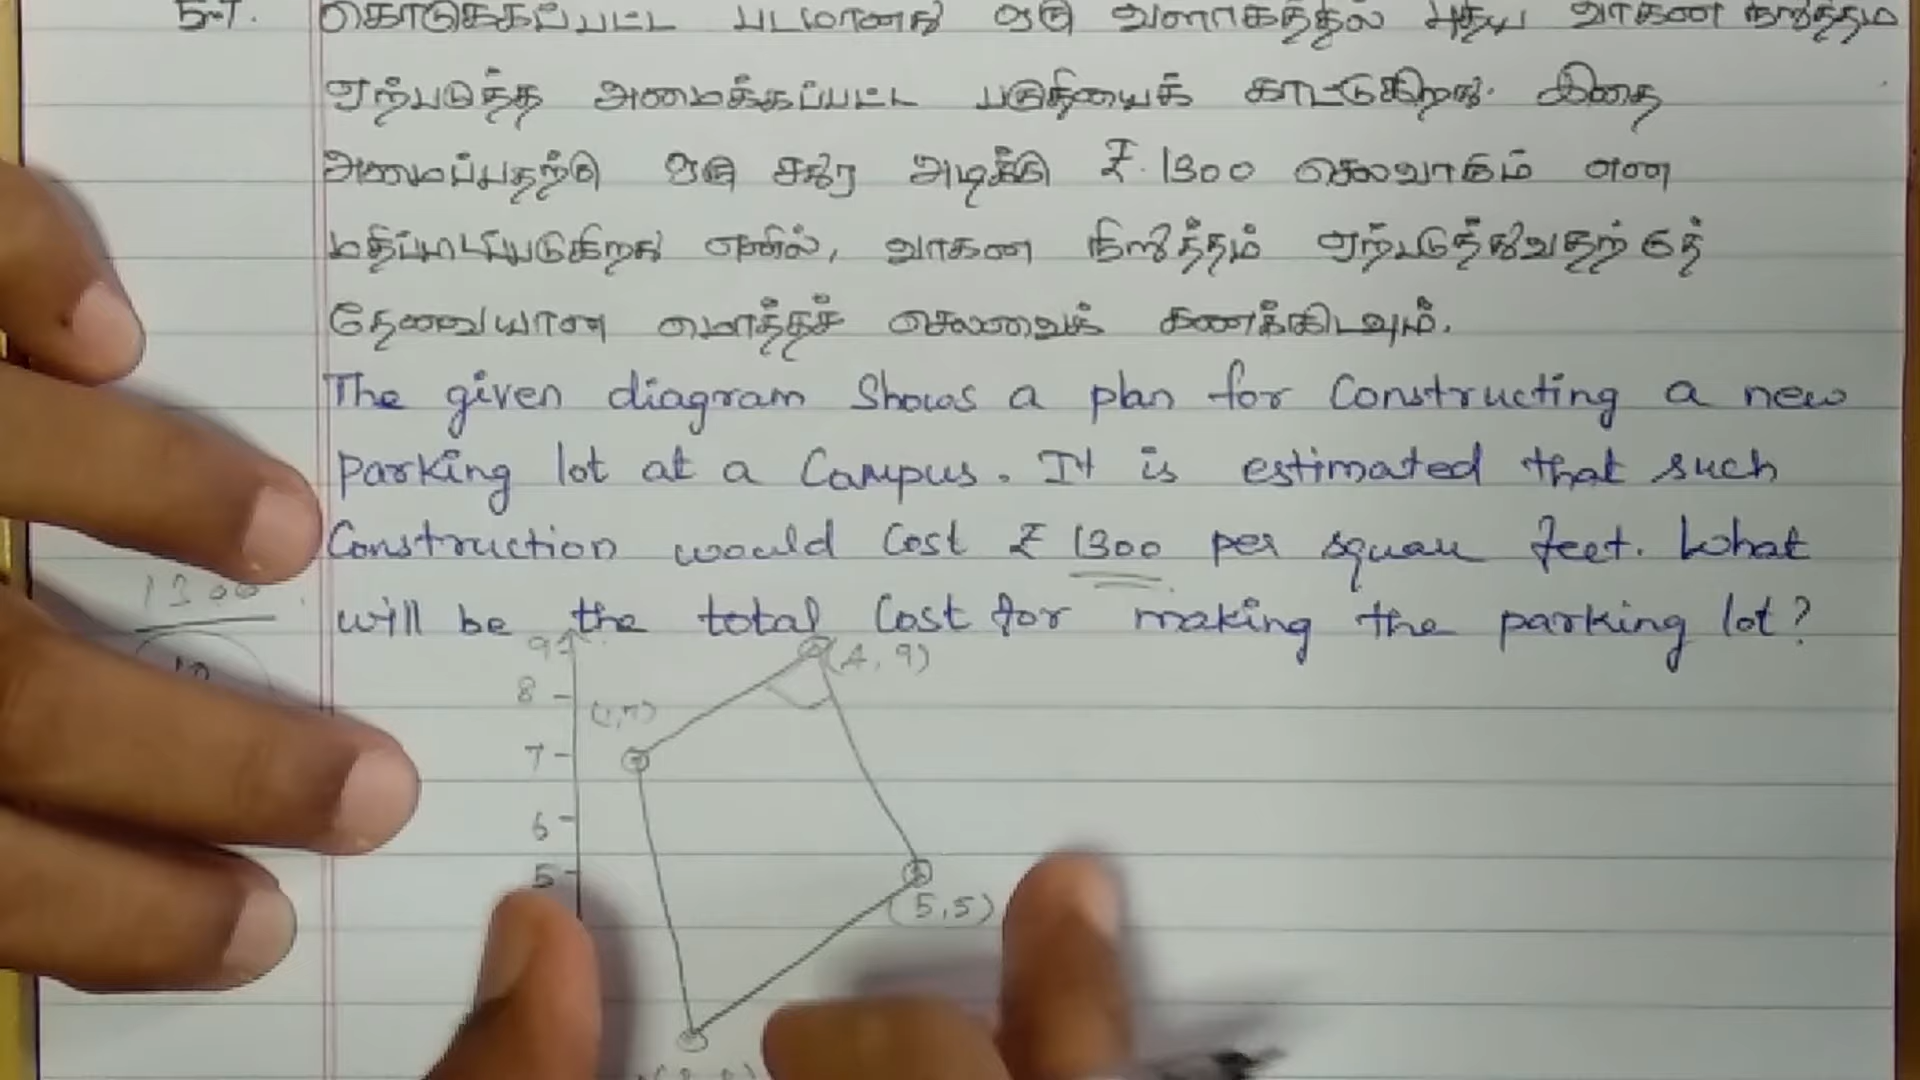 5.7. கொடுக்கப்பட்ட படமானது ஒரு வளாகத்தில் புதிய வாகன நிறுத்தம்
ஏற்படுத்த அமைக்கப்பட்ட பகுதியைக் காட்டுகிறது. இதை
அமைப்பதற்கு ஒரு சதுர அடிக்கு ₹.1300 செலவாகும் என
மதிப்பிடப்படுகிறது எனில், வாகன நிறுத்தம் ஏற்படுத்துவதற்குத்
தேவையான மொத்தச் செலவைக் கணக்கிடவும்.
The given diagram shows a plan for Constructing a new
parking lot at a Campus. It is estimated that such
Construction would Cost ₹ 1300 per square feet. What
1300
will be the total Cost for making the parking lot?
9
(4, 9)
8
(1,7)
7
6
5
(5,5)